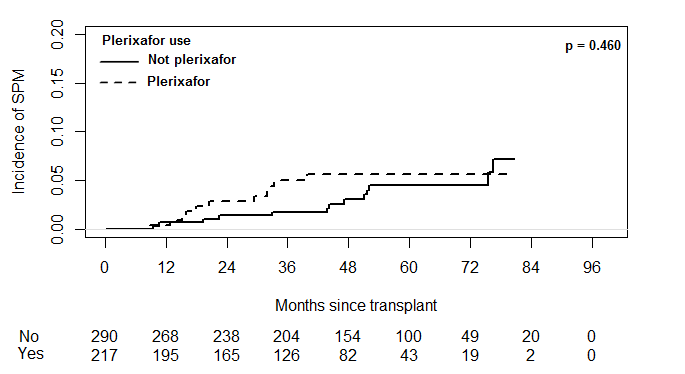 Plerixafor use
Not plerixafor
Plerixafor
p = 0.460
Incidence of SPM
0.20
0.15
0.10
0.05
0.00
0 12 24 36 48 60 72 84 96
Months since transplant
No 290 268 238 204 154 100 49 20 0
Yes 217 195 165 126 82 43 19 2 0